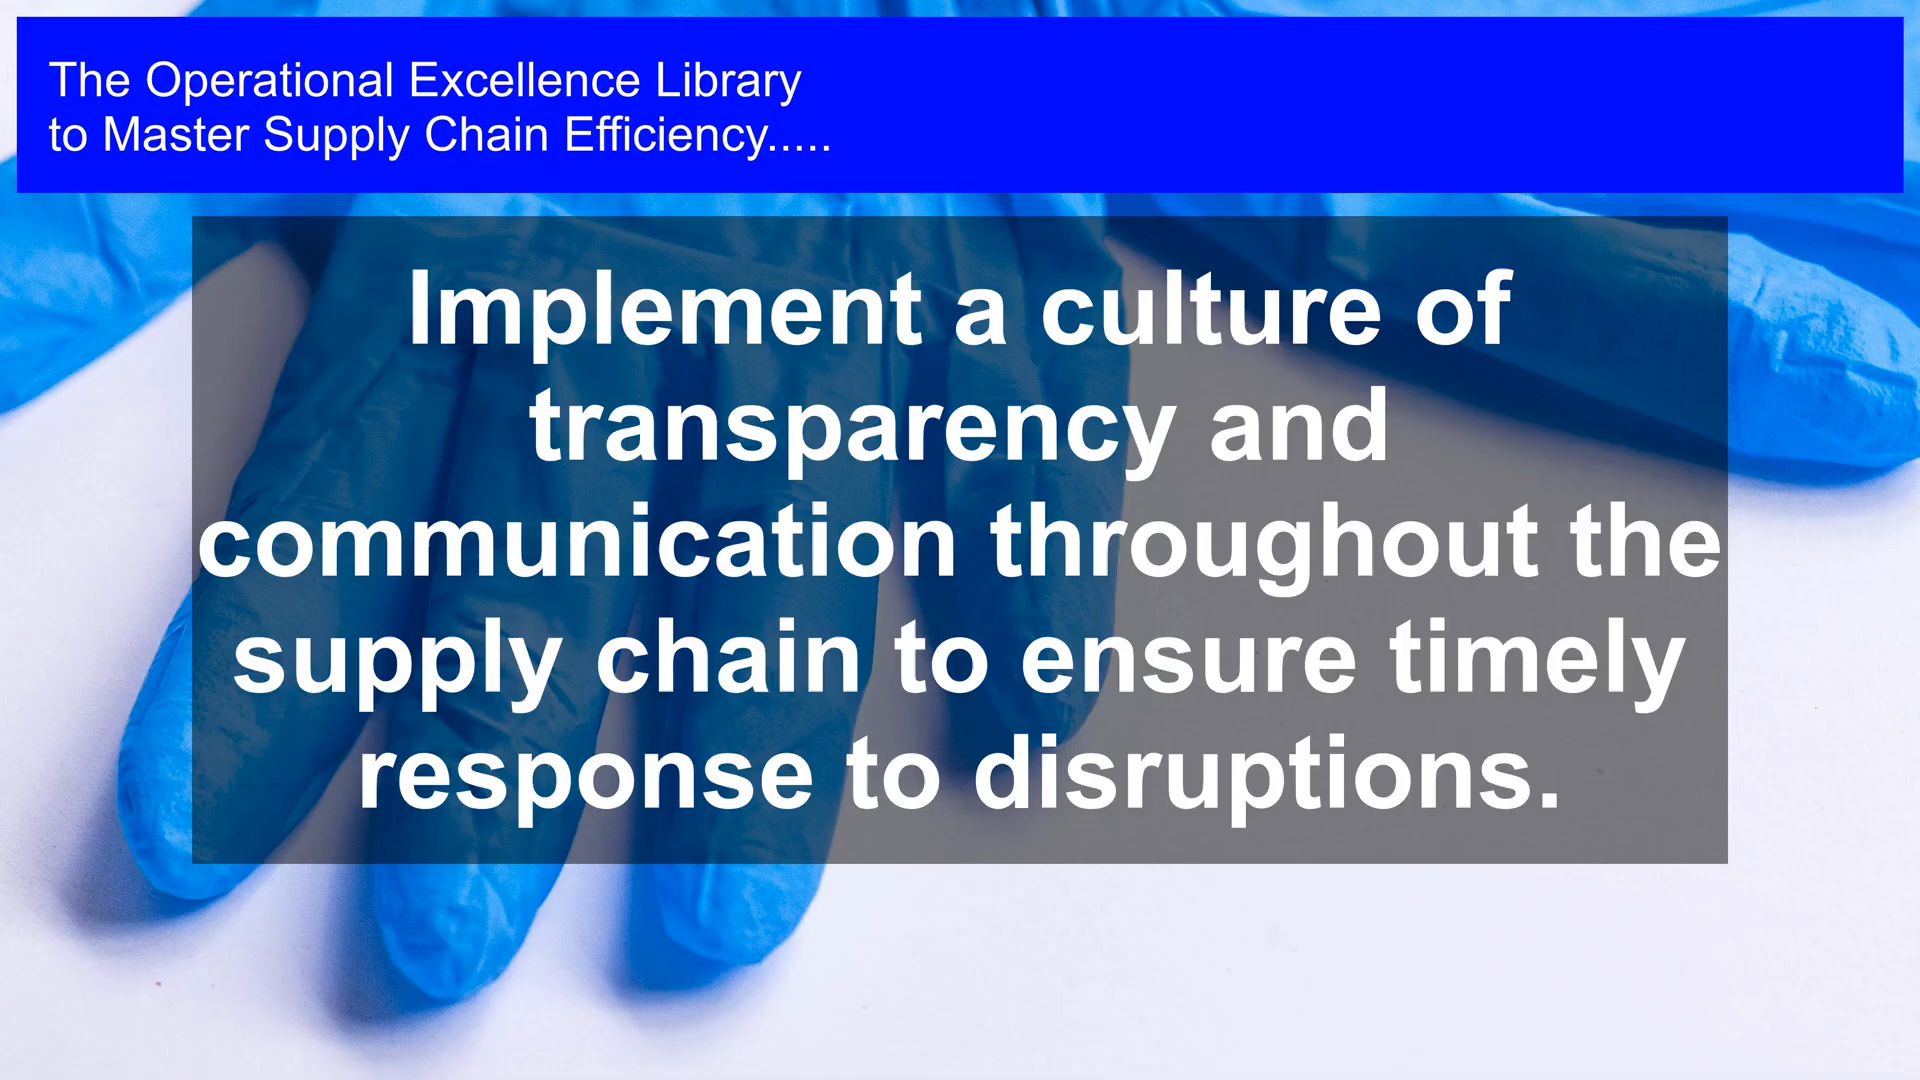 The Operational Excellence Library
to Master Supply Chain Efficiency.....
Implement a culture of
transparency and
communication throughout the
supply chain to ensure timely
response to disruptions.